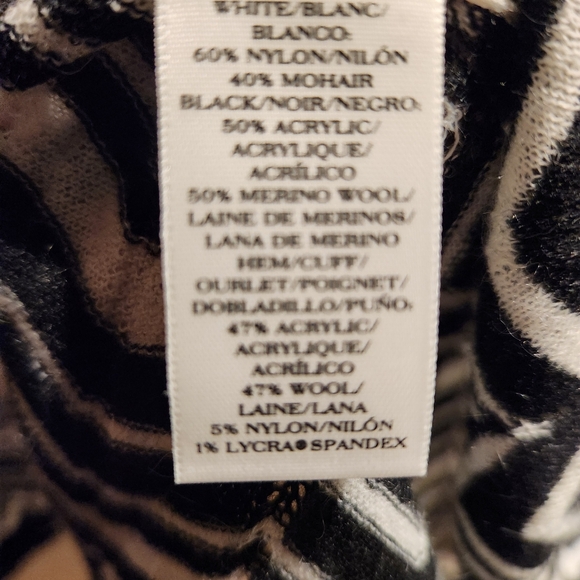 WHITE/BLANC/
BLANCO:
60% NYLON/NILÓN
40% MOHAIR
BLACK/NOIR/NEGRO:
50% ACRYLIC/
ACRYLIQUE/
ACRÍLICO
50% MERINO WOOL/
LAINE DE MERINOS/
LANA DE MERINO
HEM/CUFF/
OURLET/POIGNET/
DOBLADILLO/PUÑO:
47% ACRYLIC/
ACRYLIQUE/
ACRÍLICO
47% WOOL/
LAINE/LANA
5% NYLON/NILÓN
1% LYCRA®SPANDEX